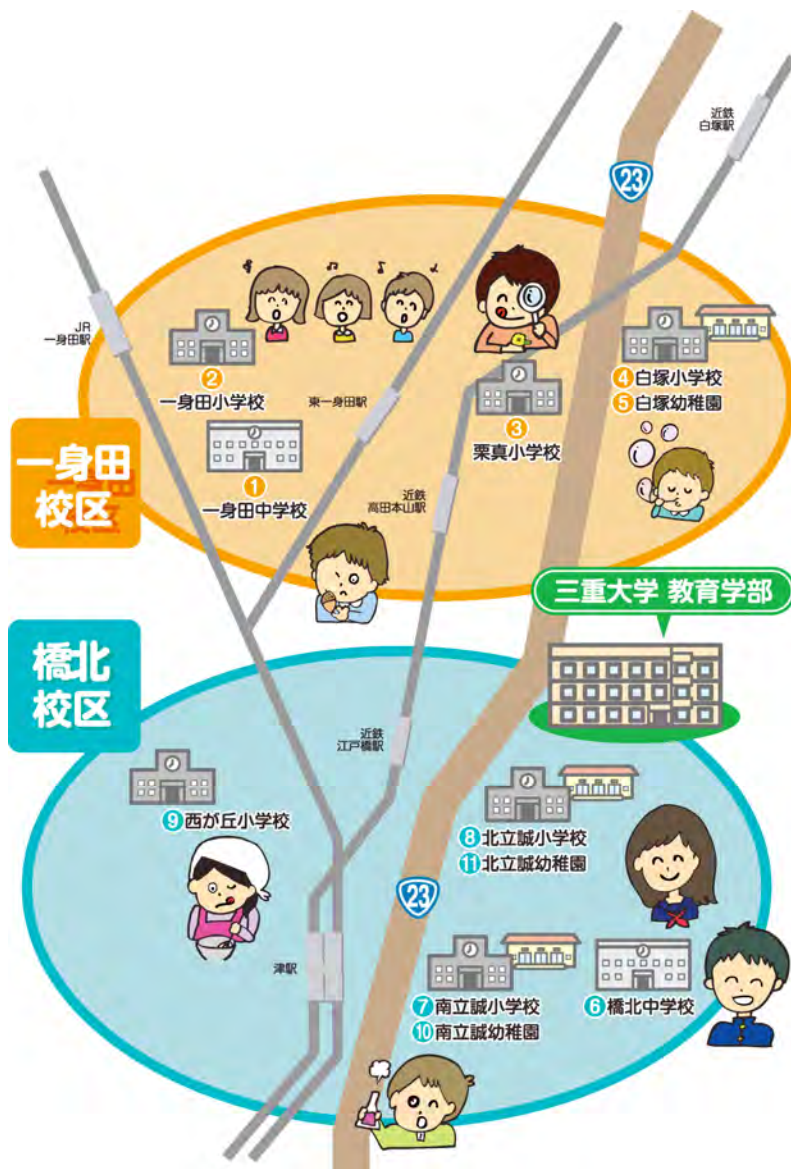 近鉄
白塚駅
23
JR
一身田駅
②
一身田小学校
東一身田駅
③
栗真小学校
④白塚小学校
⑤白塚幼稚園
①
一身田中学校
近鉄
高田本山駅
一身田
校区
三重大学 教育学部
橋北
校区
近鉄
江戸橋駅
⑨西が丘小学校
⑧北立誠小学校
⑪北立誠幼稚園
23
津駅
⑦南立誠小学校
⑩南立誠幼稚園
⑥橋北中学校